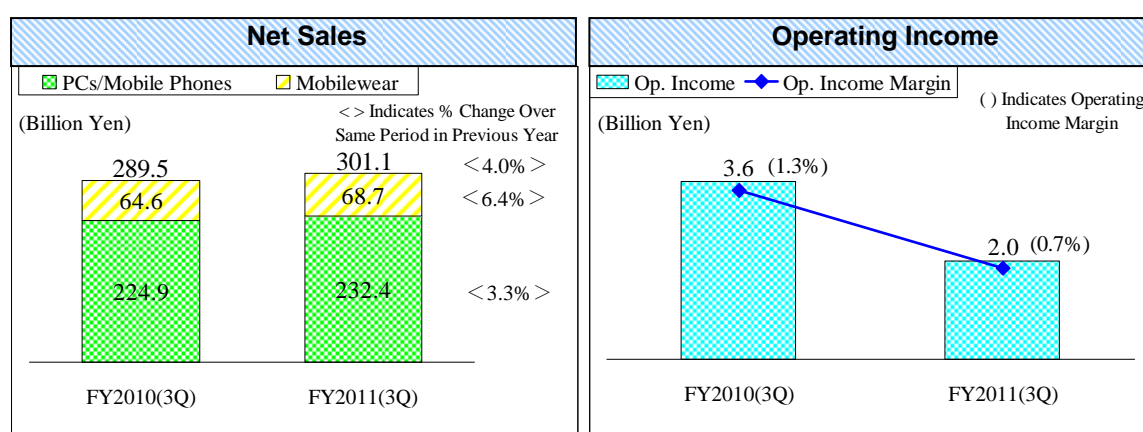 Net Sales
PCs/Mobile Phones Mobilewear
<> Indicates % Change Over
Same Period in Previous Year
(Billion Yen)
289.5 301.1 <4.0%>
64.6 68.7 <6.4%>
224.9 232.4 <3.3%>
FY2010(3Q) FY2011(3Q)
Operating Income
Op. Income Op. Income Margin
( ) Indicates Operating
Income Margin
(Billion Yen)
3.6 (1.3%)
2.0 (0.7%)
FY2010(3Q) FY2011(3Q)